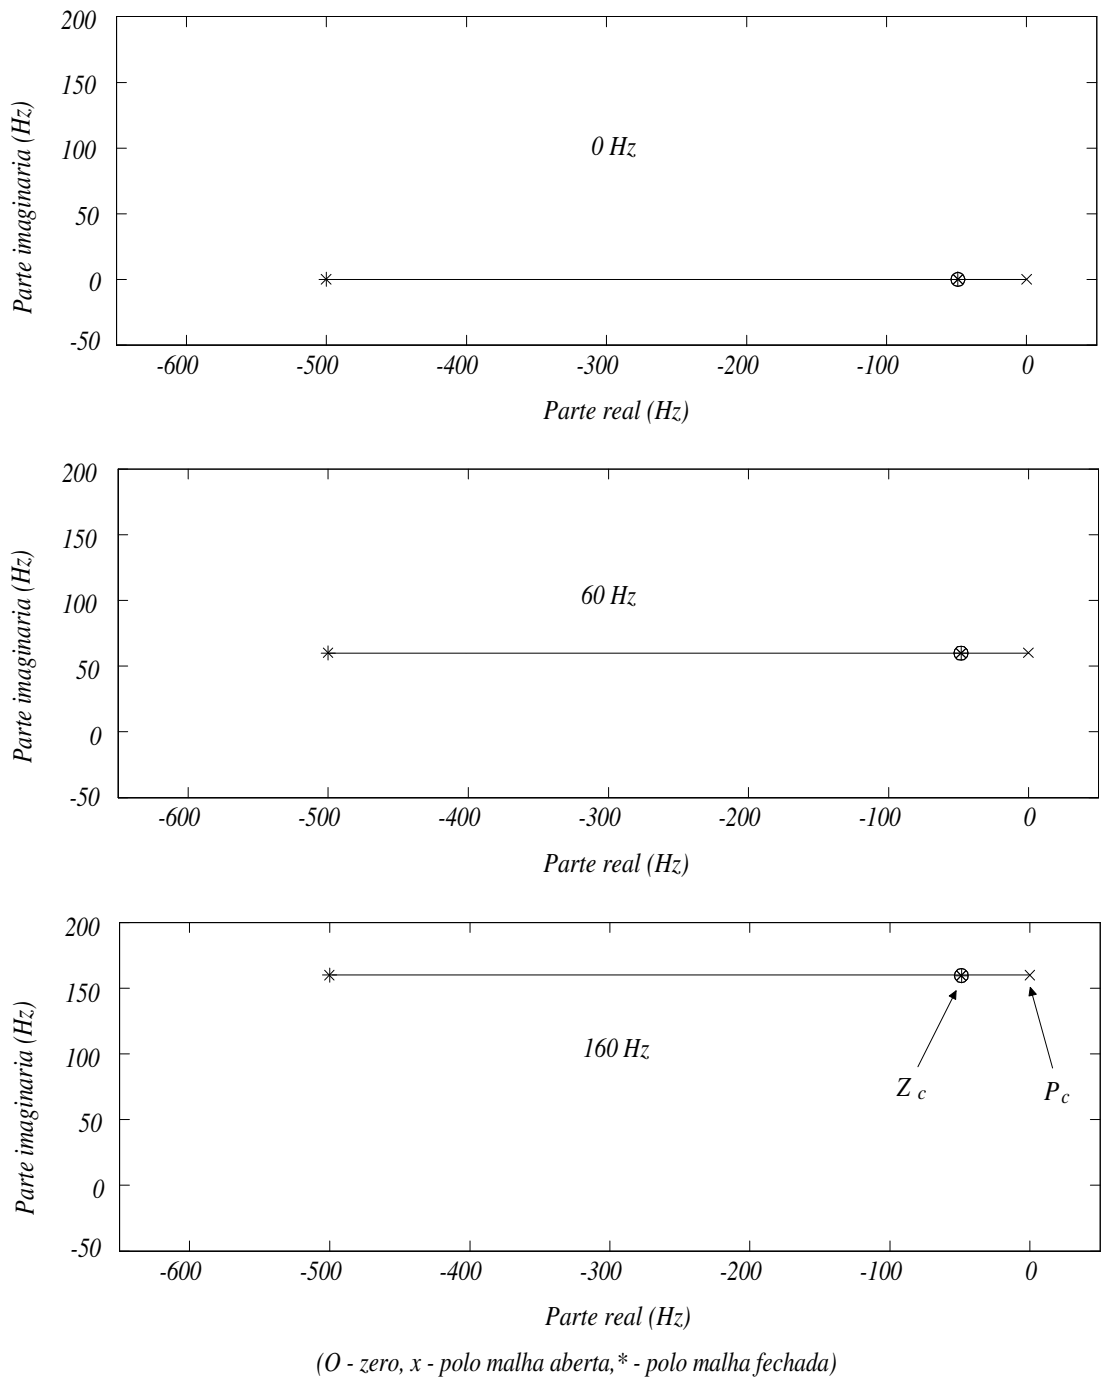 200
150
100
50
0
-50
Parte imaginaria (Hz)
0 Hz
-600 -500 -400 -300 -200 -100 0
Parte real (Hz)
200
150
100
50
0
-50
Parte imaginaria (Hz)
60 Hz
-600 -500 -400 -300 -200 -100 0
Parte real (Hz)
200
150
100
50
0
-50
Parte imaginaria (Hz)
160 Hz
Z c
P c
-600 -500 -400 -300 -200 -100 0
Parte real (Hz)
(O - zero, x - polo malha aberta,* - polo malha fechada)